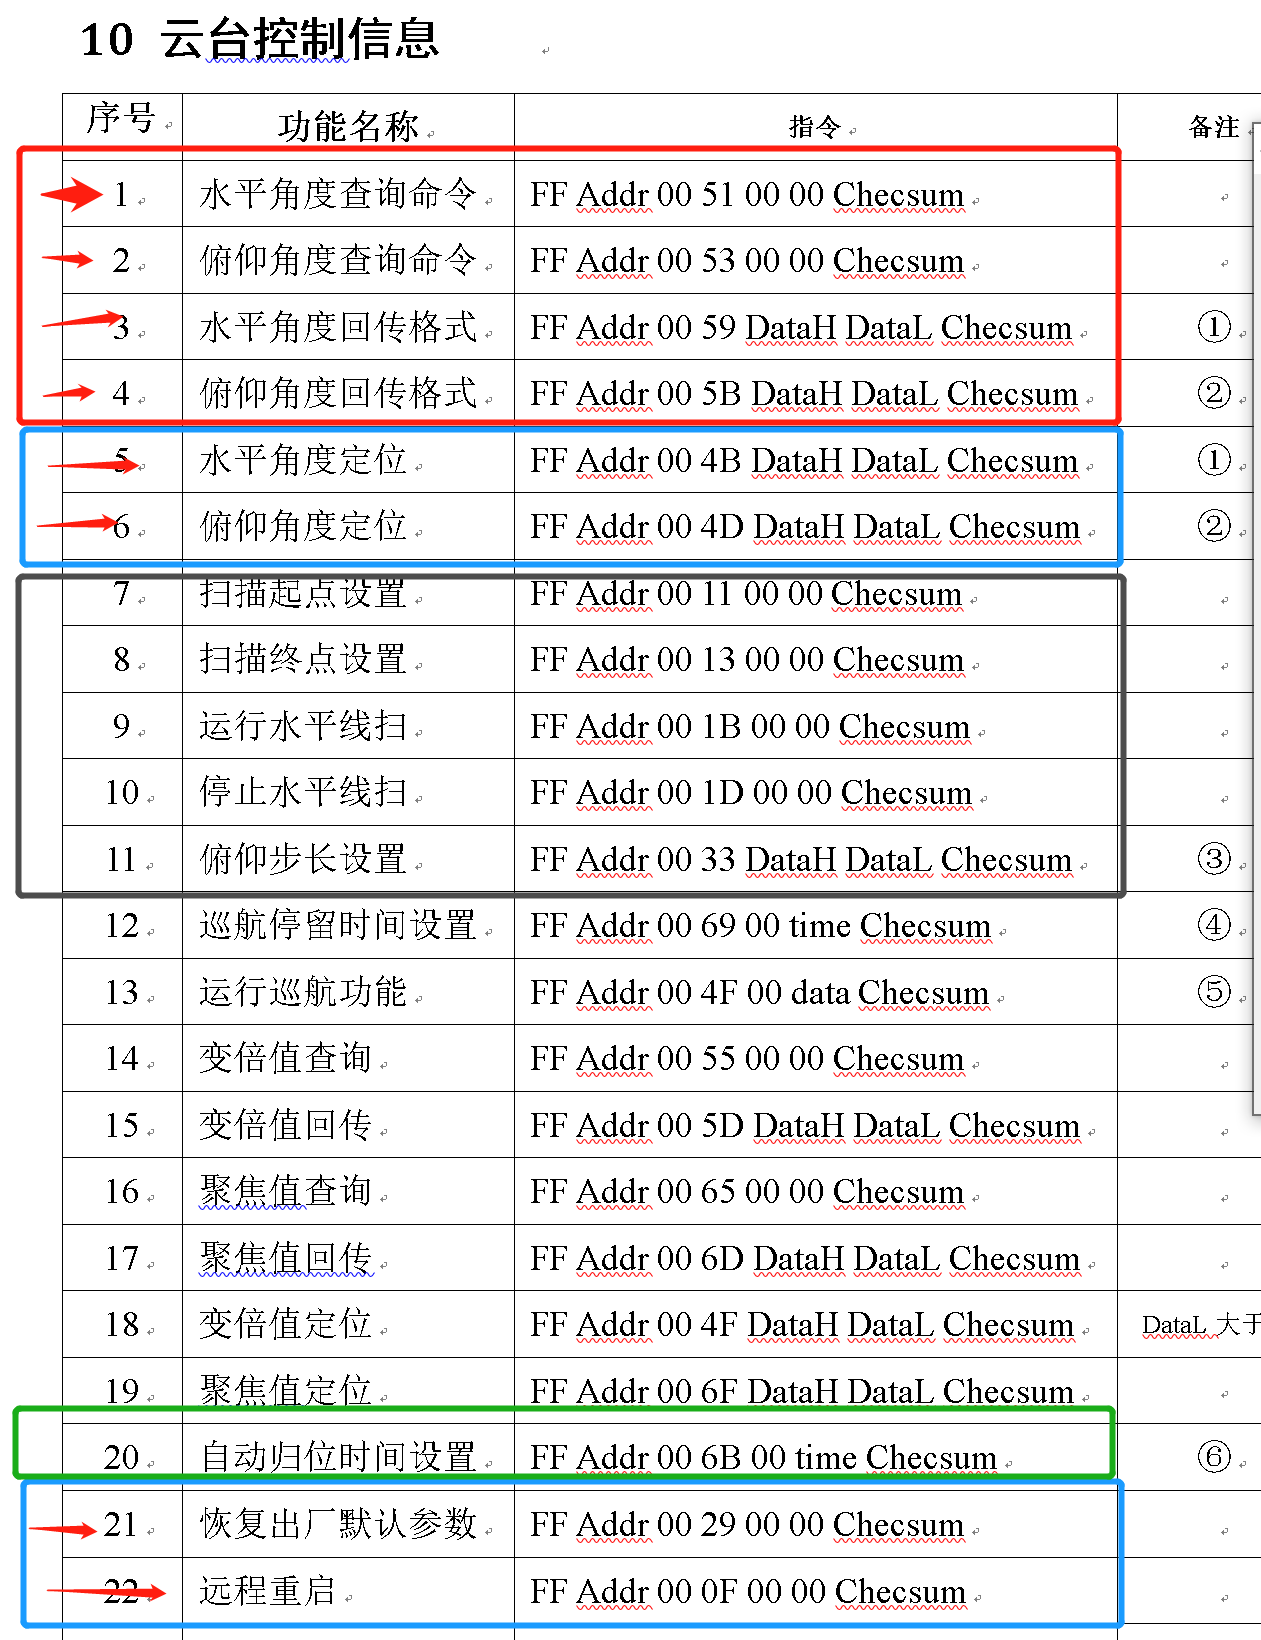 10 云台控制信息
序号 功能名称 指令 备注
1 水平角度查询命令 FF Addr 00 51 00 00 Checsum
2 俯仰角度查询命令 FF Addr 00 53 00 00 Checsum
3 水平角度回传格式 FF Addr 00 59 DataH DataL Checsum ①
4 俯仰角度回传格式 FF Addr 00 5B DataH DataL Checsum ②
5 水平角度定位 FF Addr 00 4B DataH DataL Checsum ①
6 俯仰角度定位 FF Addr 00 4D DataH DataL Checsum ②
7 扫描起点设置 FF Addr 00 11 00 00 Checsum
8 扫描终点设置 FF Addr 00 13 00 00 Checsum
9 运行水平线扫 FF Addr 00 1B 00 00 Checsum
10 停止水平线扫 FF Addr 00 1D 00 00 Checsum
11 俯仰步长设置 FF Addr 00 33 DataH DataL Checsum ③
12 巡航停留时间设置 FF Addr 00 69 00 time Checsum ④
13 运行巡航功能 FF Addr 00 4F 00 data Checsum ⑤
14 变倍值查询 FF Addr 00 55 00 00 Checsum
15 变倍值回传 FF Addr 00 5D DataH DataL Checsum
16 聚焦值查询 FF Addr 00 65 00 00 Checsum
17 聚焦值回传 FF Addr 00 6D DataH DataL Checsum
18 变倍值定位 FF Addr 00 4F DataH DataL Checsum DataL 大于
19 聚焦值定位 FF Addr 00 6F DataH DataL Checsum
20 自动归位时间设置 FF Addr 00 6B 00 time Checsum ⑥
21 恢复出厂默认参数 FF Addr 00 29 00 00 Checsum
22 远程重启 FF Addr 00 0F 00 00 Checsum